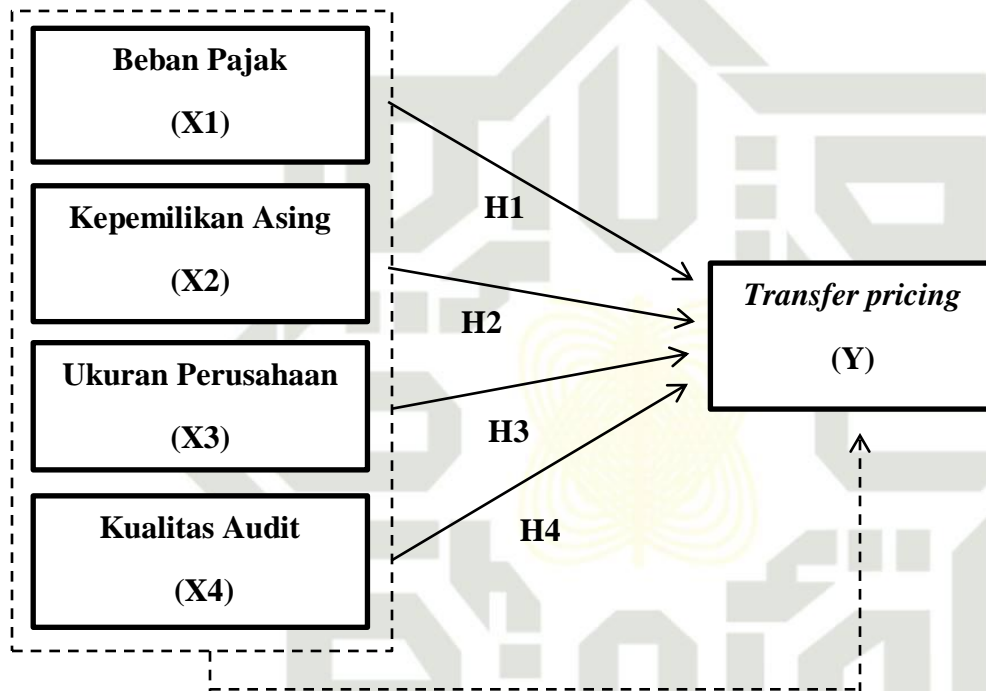 Beban Pajak
(X1)
Kepemilikan Asing
(X2)
Ukuran Perusahaan
(X3)
Kualitas Audit
(X4)
H1
H2
H3
H4
Transfer pricing
(Y)